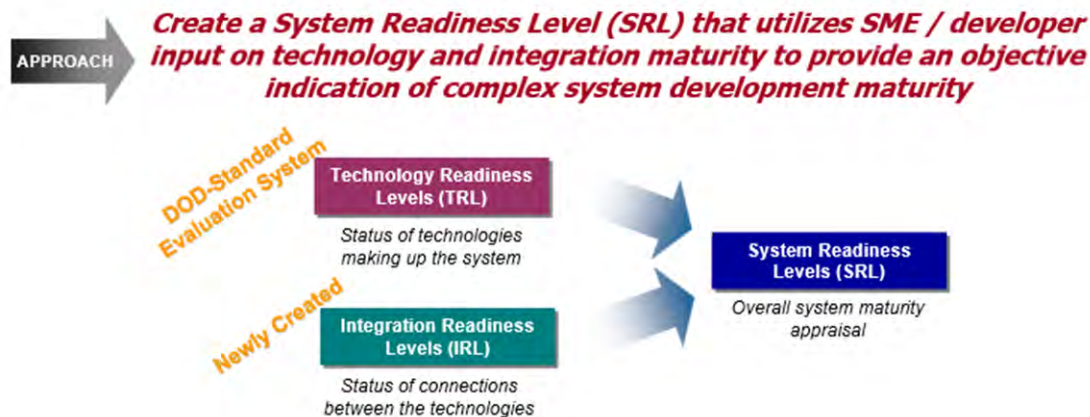 Create a System Readiness Level (SRL) that utilizes SME / developer
APPROACH
input on technology and integration maturity to provide an objective
indication of complex system development maturity
DOD-Standard
Evaluation System
Technology Readiness
Levels (TRL)
Status of technologies
making up the system
System Readiness
Levels (SRL)
Overall system maturity
appraisal
Newly Created
Integration Readiness
Levels (IRL)
Status of connections
between the technologies